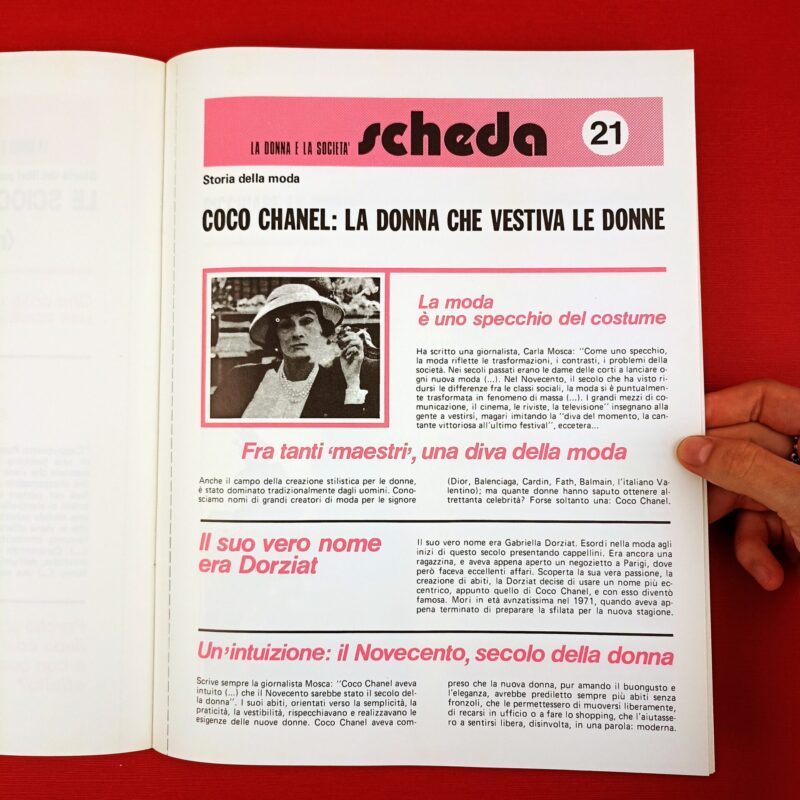 LA DONNA E LA SOCIETA' scheda 21
Storia della moda
COCO CHANEL: LA DONNA CHE VESTIVA LE DONNE
La moda
è uno specchio del costume
Ha scritto una giornalista, Carla Mosca: "Come uno specchio,
la moda riflette le trasformazioni, i contrasti, i problemi della
società. Nei secoli passati erano le dame delle corti a lanciare o-
gni nuova moda (...). Nel Novecento, il secolo che ha visto ri-
dursi le differenze fra le classi sociali, la moda si è puntualmen-
te trasformata in fenomeno di massa (...). I grandi mezzi di co-
municazione, il cinema, le riviste, la televisione" insegnano alla
gente a vestirsi, magari imitando la "diva del momento, la can-
tante vittoriosa all'ultimo festival", eccetera...
Fra tanti 'maestri', una diva della moda
Anche il campo della creazione stilistica per le donne,
è stato dominato tradizionalmente dagli uomini. Cono-
sciamo nomi di grandi creatori di moda per le signore
(Dior, Balenciaga, Cardin, Fath, Balmain, l'italiano Va-
lentino); ma quante donne hanno saputo ottenere al-
trettanta celebrità? Forse soltanto una: Coco Chanel.
Il suo vero nome
era Dorziat
Il suo vero nome era Gabriella Dorziat. Esordì nella moda agli
inizi di questo secolo presentando cappellini. Era ancora una
ragazzina, e aveva appena aperto un negozietto a Parigi, dove
però faceva eccellenti affari. Scoperta la sua vera passione, la
creazione di abiti, la Dorziat decise di usare un nome più ec-
centrico, appunto quello di Coco Chanel, e con esso diventò
famosa. Morì in età avnzatissima nel 1971, quando aveva ap-
pena terminato di preparare la sfilata per la nuova stagione.
Un'intuizione: il Novecento, secolo della donna
Scrive sempre la giornalista Mosca: "Coco Chanel aveva
intuito (...) che il Novecento sarebbe stato il secolo del-
la donna". I suoi abiti, orientati verso la semplicità, la
praticità, la vestibilità, rispecchiavano e realizzavano le
esigenze delle nuove donne. Coco Chanel aveva com-
preso che la nuova donna, pur amando il buongusto e
l'eleganza, avrebbe prediletto sempre più abiti senza
fronzoli, che le permettessero di muoversi liberamente,
di recarsi in ufficio o a fare lo shopping, che l'aiutasse-
ro a sentirsi libera, disinvolta, in una parola: moderna.